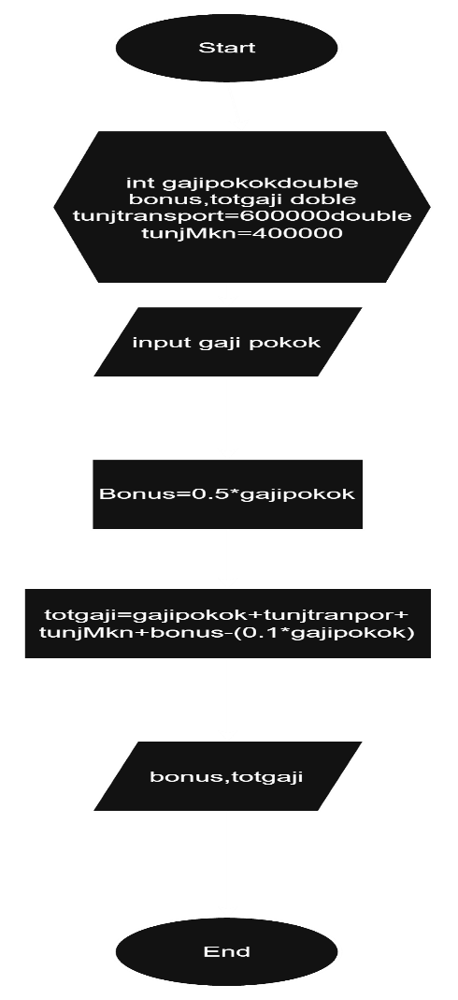 Start
int gajipokokdouble
bonus,totgaji doble
tunjtransport=600000double
tunjMkn=400000
input gaji pokok
Bonus=0.5*gajipokok
totgaji=gajipokok+tunjtranpor+
tunjMkn+bonus-(0.1*gajipokok)
bonus,totgaji
End